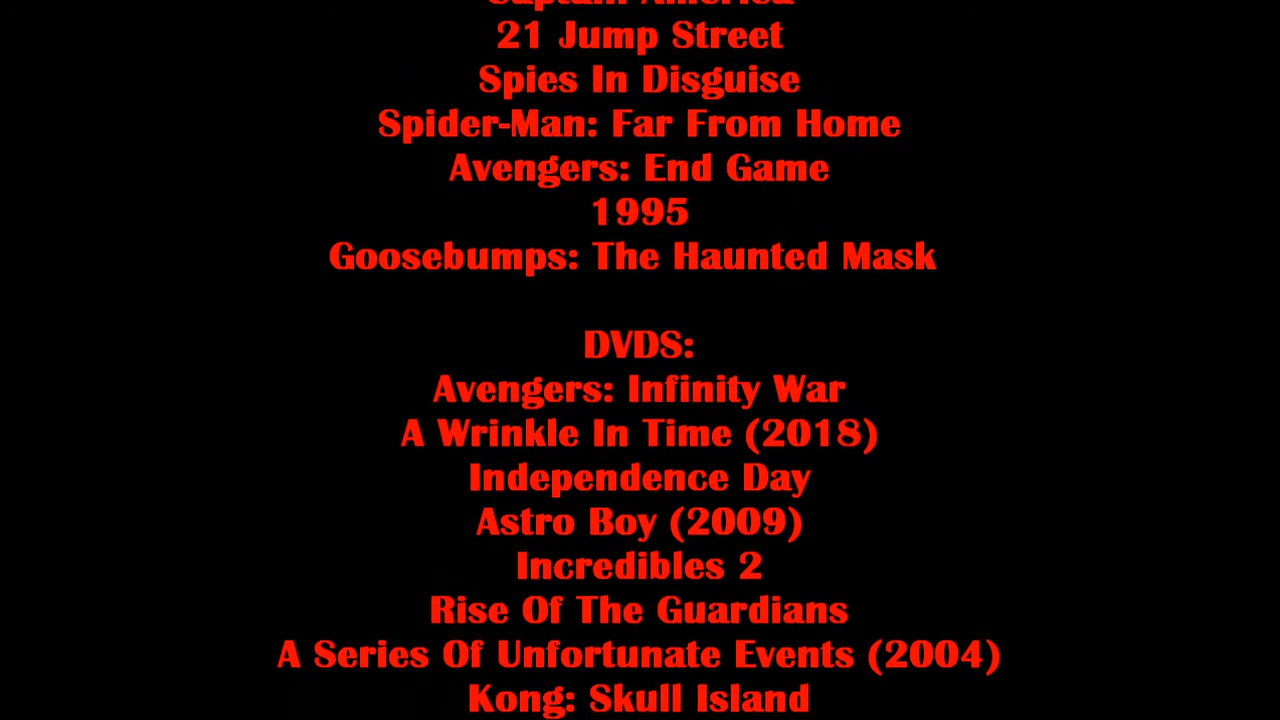 Captain America
21 Jump Street
Spies In Disguise
Spider-Man: Far From Home
Avengers: End Game
1995
Goosebumps: The Haunted Mask
DVDS:
Avengers: Infinity War
A Wrinkle In Time (2018)
Independence Day
Astro Boy (2009)
Incredibles 2
Rise Of The Guardians
A Series Of Unfortunate Events (2004)
Kong: Skull Island